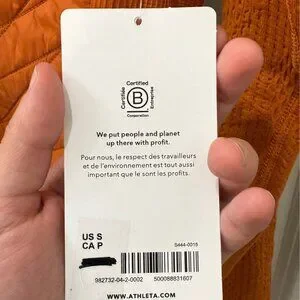 Certified
Certifiée
B
Entreprise
Corporation
We put people and planet
up there with profit.
Pour nous, le respect des travailleurs
et de l'environnement est tout aussi
important que le sont les profits.
US S
CA P
S444-0015
982732-04-2-0002 500088831607
WWW.ATHLETA.COM